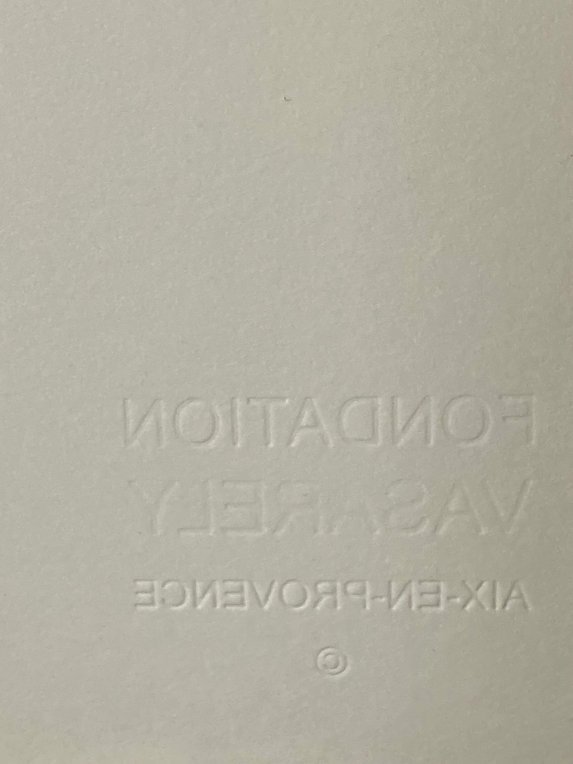 FONDATION
VASARELY
AIX-EN-PROVENCE
©